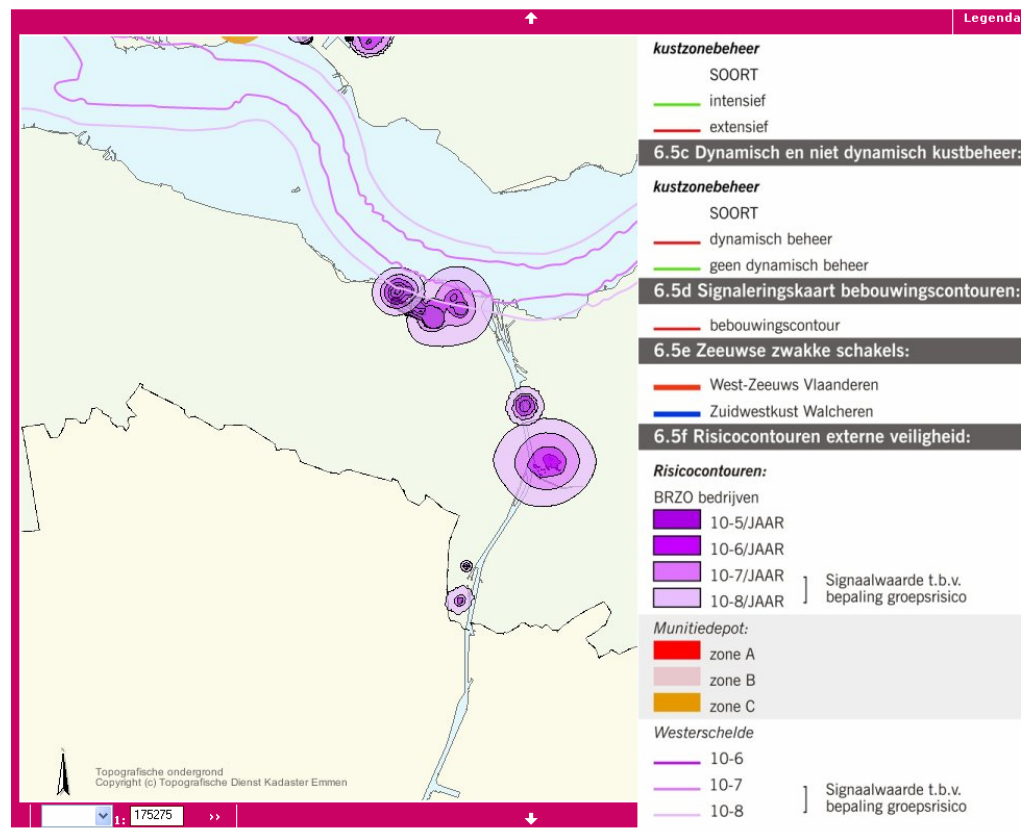 Legenda
kustzonebeheer
SOORT
intensief
extensief
6.5c Dynamisch en niet dynamisch kustbeheer:
kustzonebeheer
SOORT
dynamisch beheer
geen dynamisch beheer
6.5d Signaleringskaart bebouwingscontouren:
bebouwingscontour
6.5e Zeeuwse zwakke schakels:
West-Zeeuws Vlaanderen
Zuidwestkust Walcheren
6.5f Risicocontouren externe veiligheid:
Risicocontouren:
BRZO bedrijven
10-5/JAAR
10-6/JAAR
10-7/JAAR
10-8/JAAR
] Signaalwaarde t.b.v.
bepaling groepsrisico
Munitiedepot:
zone A
zone B
zone C
Westerschelde
10-6
10-7
10-8
] Signaalwaarde t.b.v.
bepaling groepsrisico
Topografische ondergrond
Copyright (c) Topografische Dienst Kadaster Emmen
1: 175275 ››